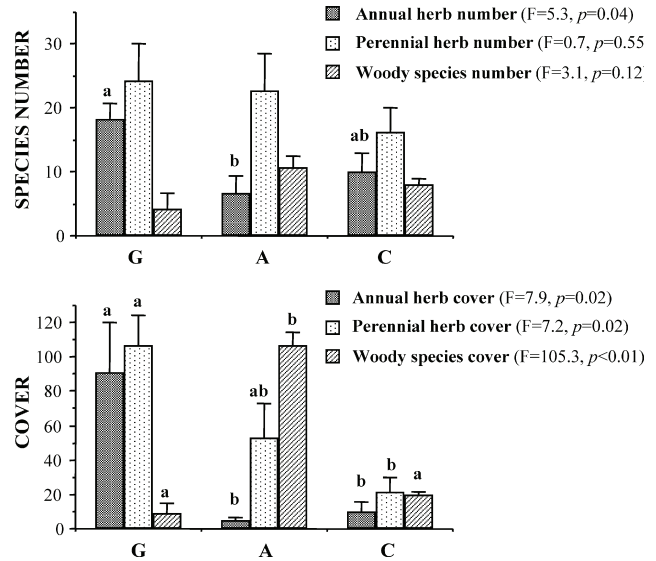 Annual herb number (F=5.3, p=0.04)
Perennial herb number (F=0.7, p=0.55
Woody species number (F=3.1, p=0.12)
SPECIES NUMBER
30
20
10
0
a
b
ab
G A C
Annual herb cover (F=7.9, p=0.02)
Perennial herb cover (F=7.2, p=0.02)
Woody species cover (F=105.3, p<0.01)
COVER
120
100
80
60
40
20
0
a a a
b ab b
b b a
G A C